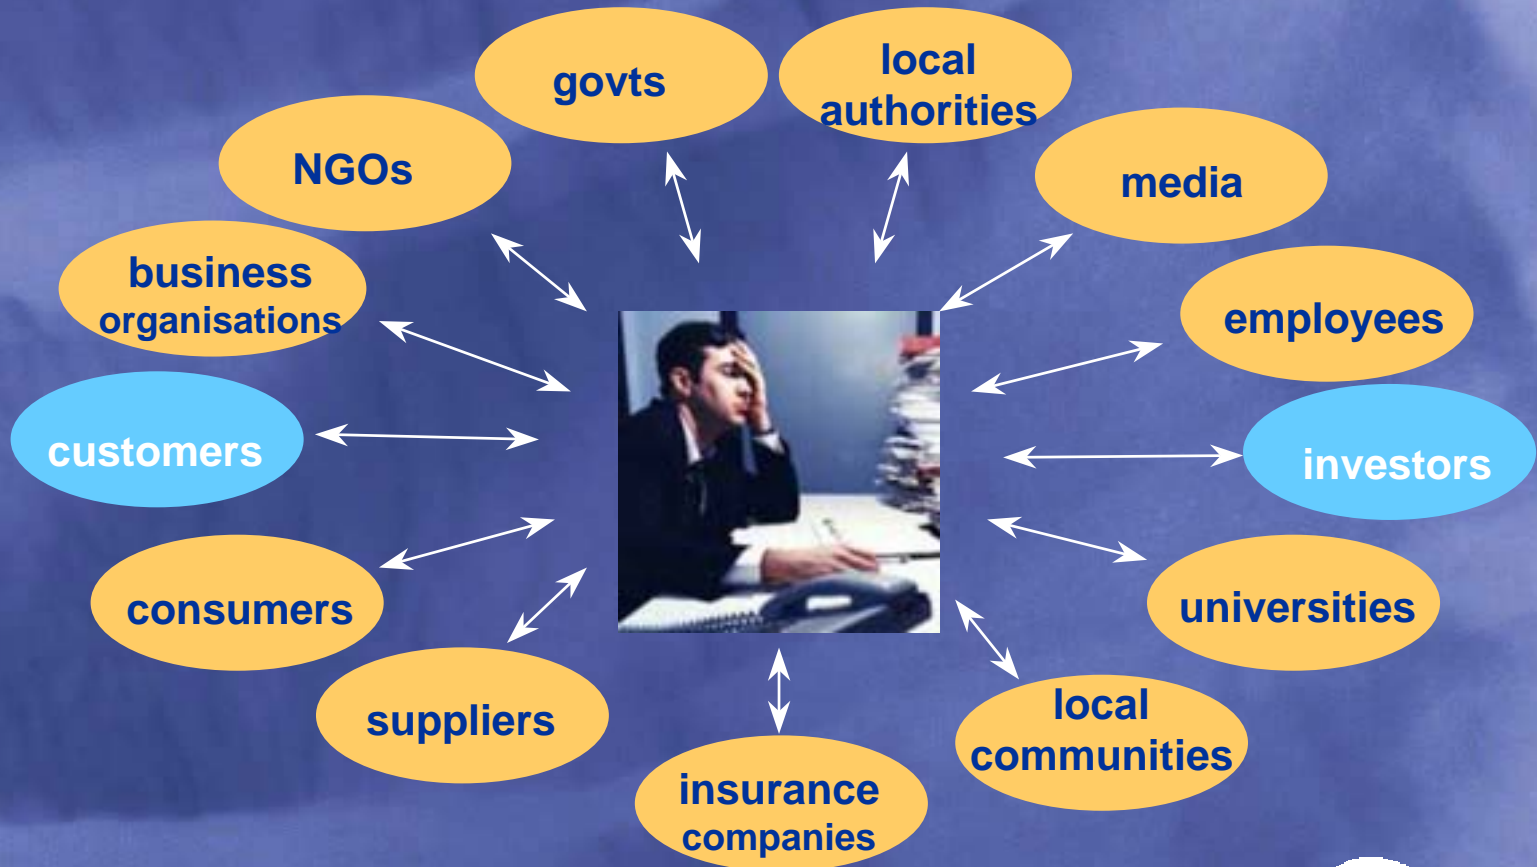 govts
local
authorities
NGOs
media
business
organisations
employees
customers
investors
consumers
universities
suppliers
local
communities
insurance
companies